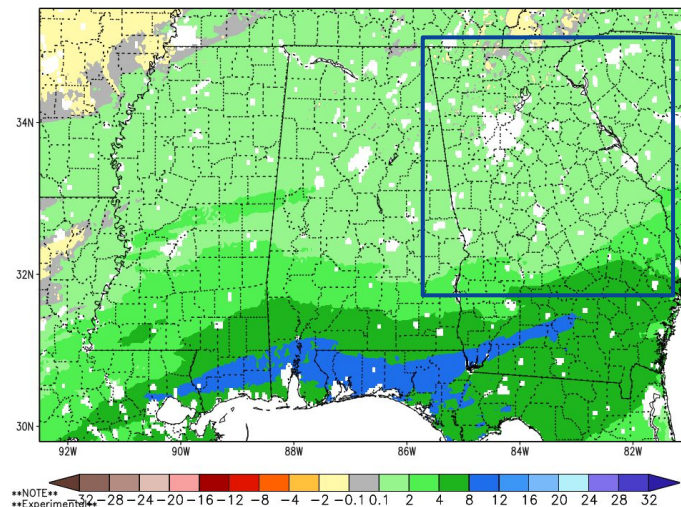 34N
32N
30N
92W 90W 88W 86W 84W 82W
-32 -28 -24 -20 -16 -12 -8 -4 -2 -0.1 0.1 2 4 8 12 16 20 24 28 32
**NOTE**
**Experimental**